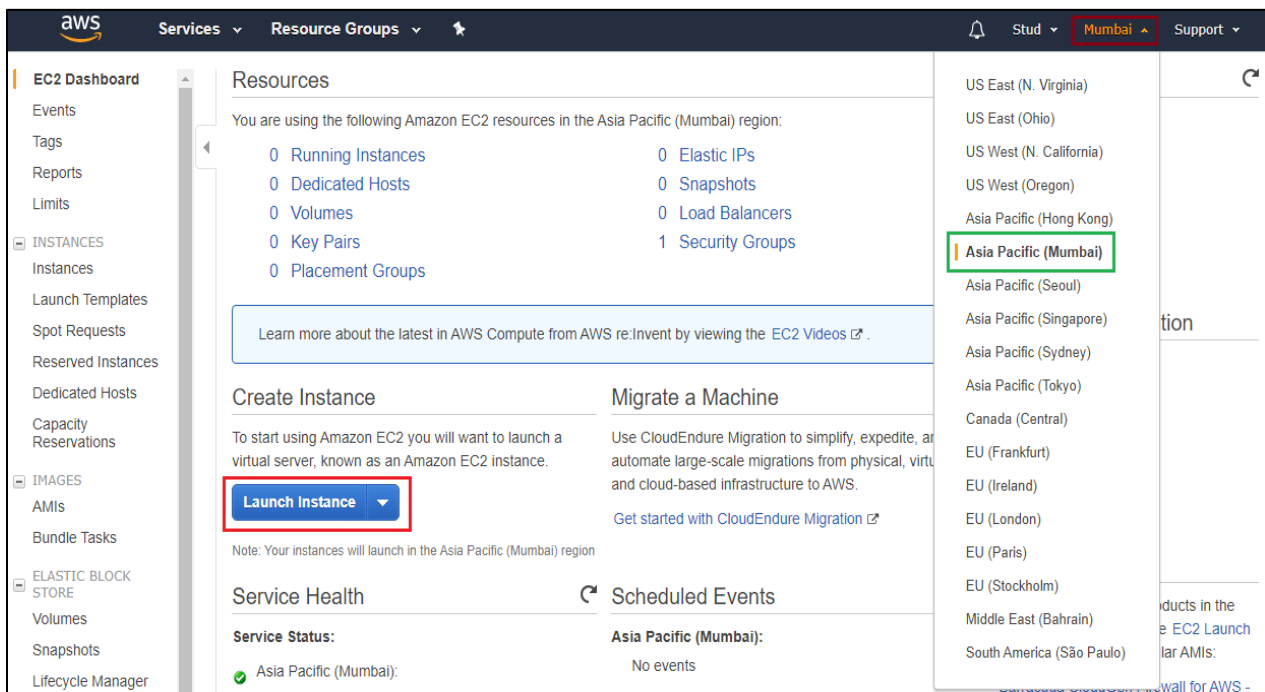 aws
Services
Resource Groups
Stud
Mumbai
Support
EC2 Dashboard
Events
Tags
Reports
Limits
INSTANCES
Instances
Launch Templates
Spot Requests
Reserved Instances
Dedicated Hosts
Capacity
Reservations
IMAGES
AMIs
Bundle Tasks
ELASTIC BLOCK
STORE
Volumes
Snapshots
Lifecycle Manager
Resources
You are using the following Amazon EC2 resources in the Asia Pacific (Mumbai) region:
0 Running Instances
0 Elastic IPs
0 Dedicated Hosts
0 Snapshots
0 Volumes
0 Load Balancers
0 Key Pairs
1 Security Groups
0 Placement Groups
Learn more about the latest in AWS Compute from AWS re:Invent by viewing the EC2 Videos .
Create Instance
To start using Amazon EC2 you will want to launch a
virtual server, known as an Amazon EC2 instance.
Launch Instance
Note: Your instances will launch in the Asia Pacific (Mumbai) region
Migrate a Machine
Use CloudEndure Migration to simplify, expedite, ar
automate large-scale migrations from physical, virtu
and cloud-based infrastructure to AWS.
Get started with CloudEndure Migration
Service Health
Service Status:
Asia Pacific (Mumbai):
Scheduled Events
Asia Pacific (Mumbai):
No events
US East (N. Virginia)
US East (Ohio)
US West (N. California)
US West (Oregon)
Asia Pacific (Hong Kong)
Asia Pacific (Mumbai)
Asia Pacific (Seoul)
Asia Pacific (Singapore)
Asia Pacific (Sydney)
Asia Pacific (Tokyo)
Canada (Central)
EU (Frankfurt)
EU (Ireland)
EU (London)
EU (Paris)
EU (Stockholm)
Middle East (Bahrain)
South America (São Paulo)
tion
oducts in the
e EC2 Launch
lar AMIs:
wall for AWS -